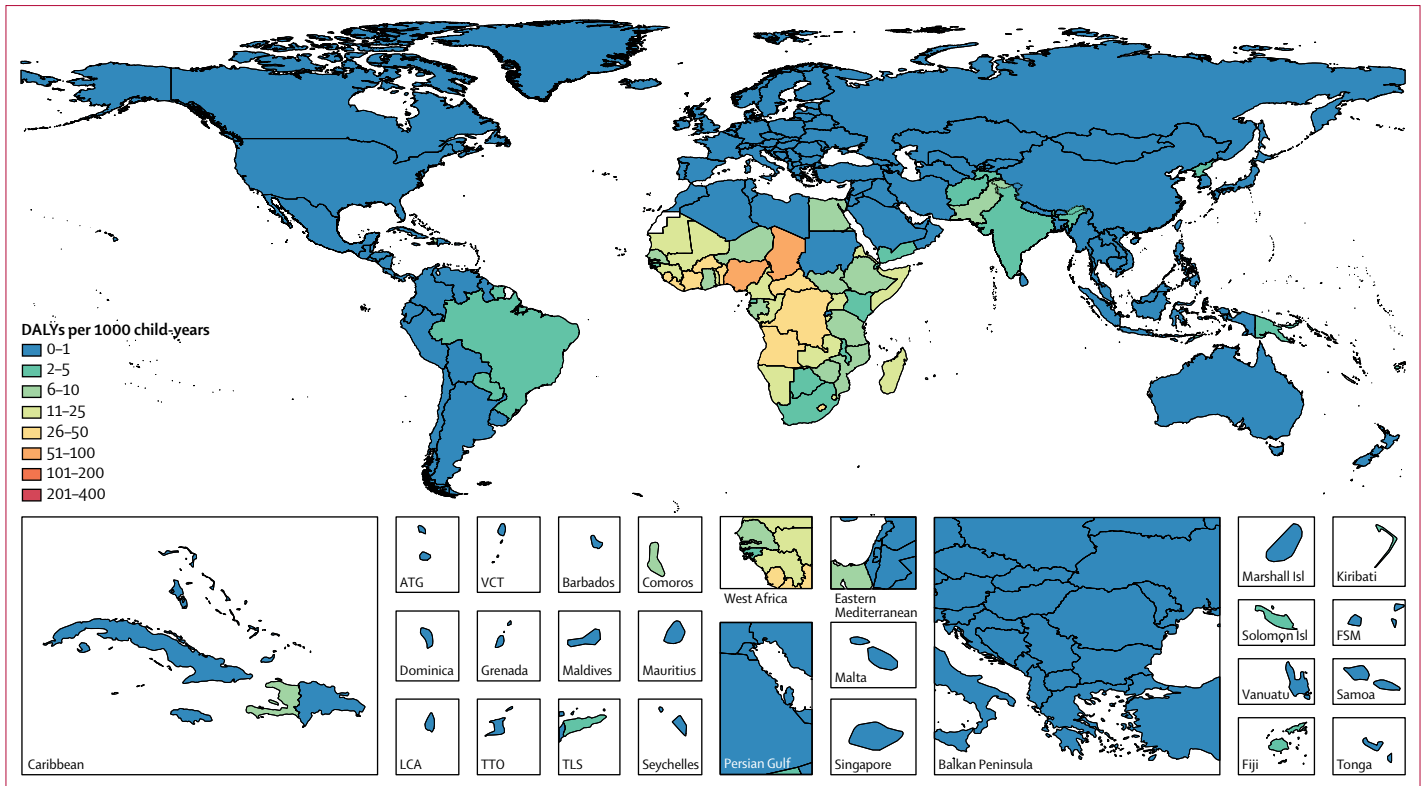 DALYs per 1000 child-years
0–1
2–5
6–10
11–25
26–50
51–100
101–200
201–400
Caribbean
ATG
VCT
Barbados
Comoros
Dominica
Grenada
Maldives
Mauritius
LCA
TTO
TLS
Seychelles
West Africa
Eastern
Mediterranean
Persian Gulf
Malta
Singapore
Balkan Peninsula
Marshall Isl
Kiribati
Solomon Isl
FSM
Vanuatu
Samoa
Fiji
Tonga